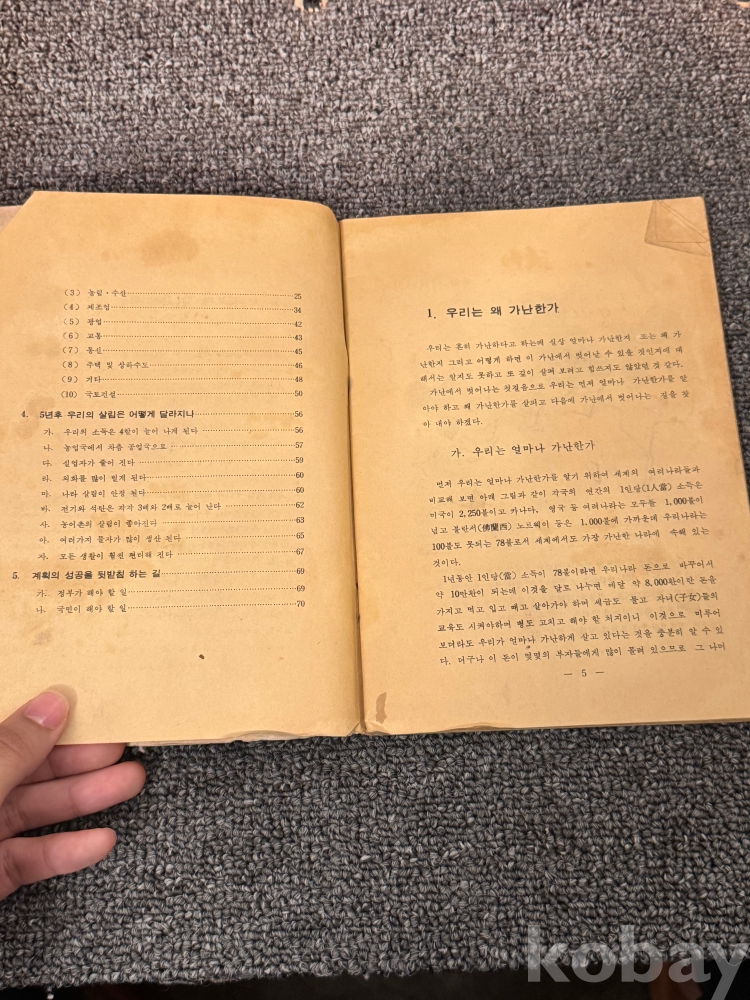 (3) 농림·수산 25
(4) 제조업 34
(5) 광업 42
(6) 교통 43
(7) 통신 45
(8) 주택 및 상하수도 46
(9) 기타 48
(10) 국토건설 50
4. 5년후 우리의 살림은 어떻게 달라지나 56
가. 우리의 소득은 4할이 늘어 나게 된다 56
나. 농업국에서 차츰 공업국으로 57
다. 실업자가 줄어 진다 59
라. 외화를 많이 벌게 된다 60
마. 나라 살림이 안정 된다 60
바. 전기와 석탄은 각각 3배와 2배로 늘어 난다 62
사. 농어촌의 살림이 좋아진다 63
아. 여러가지 물자가 많이 생산 된다 65
자. 모든 생활이 훨씬 편터해 진다 67
5. 계획의 성공을 뒷받침 하는 길 69
가. 정부가 해야 할 일 69
나. 국민이 해야 할 일 70
1. 우리는 왜 가난한가
우리는 흔히 가난하다고 하는데 실상 얼마나 가난한지 또는 왜 가
난한지 그리고 어떻게 하면 이 가난에서 벗어난 수 있을 것인지에 대
해서는 알지도 못하고 또 깊이 살펴 보려고 힘쓰지도 않았던 것 같다.
가난에서 벗어나는 첫걸음으로 우리는 먼저 얼마나 가난한가를 알
아야 하고 왜 가난한가를 살피고 다음에 가난에서 벗어나는 길을 찾
아 내야 하겠다.
가. 우리는 얼마나 가난한가
먼저 우리는 얼마나 가난한가를 알기 위하여 세계의 여러나라들과
비교해 보면 아래 그림과 같이 각국의 연간의 1인당(1人當) 소득은
미국이 2,250불이고 카나다, 영국 등 여러나라는 모두들 1,000불이
넘고 불란서(佛蘭西) 노르웨이 등은 1,000불에 가까운데 우리나라는
100불도 못되는 78불로서 세계에서도 가장 가난한 나라에 속해 있는
것이다.
1년동안 1인당(當) 소득이 78불이라면 우리나라 돈으로 바꾸어서
약 10만환이 되는데 이것을 달로 나누면 매달 약 8,000환이란 돈을
가지고 먹고 입고 때고 살아가야 하며 세금도 물고 자녀(子女)들의
교육도 시켜야하며 병도 고치고 해야 할 처지이니 이것으로 미루어
보더라도 우리가 얼마나 가난하게 살고 있다는 것을 충분히 알 수 있
다. 더구나 이 돈이 몇몇의 부자들에게 많이 쏠려 있으므로 그 나머
— 5 —
kobay